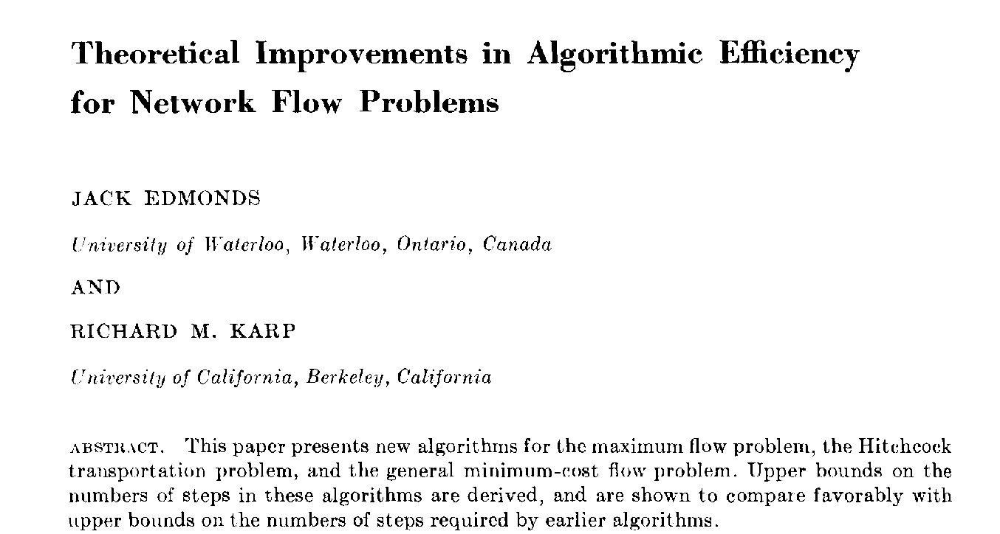 Theoretical Improvements in Algorithmic Efficiency
for Network Flow Problems
JACK EDMONDS
University of Waterloo, Waterloo, Ontario, Canada
AND
RICHARD M. KARP
University of California, Berkeley, California
ABSTRACT. This paper presents new algorithms for the maximum flow problem, the Hitchcock
transportation problem, and the general minimum-cost flow problem. Upper bounds on the
numbers of steps in these algorithms are derived, and are shown to compare favorably with
upper bounds on the numbers of steps required by earlier algorithms.